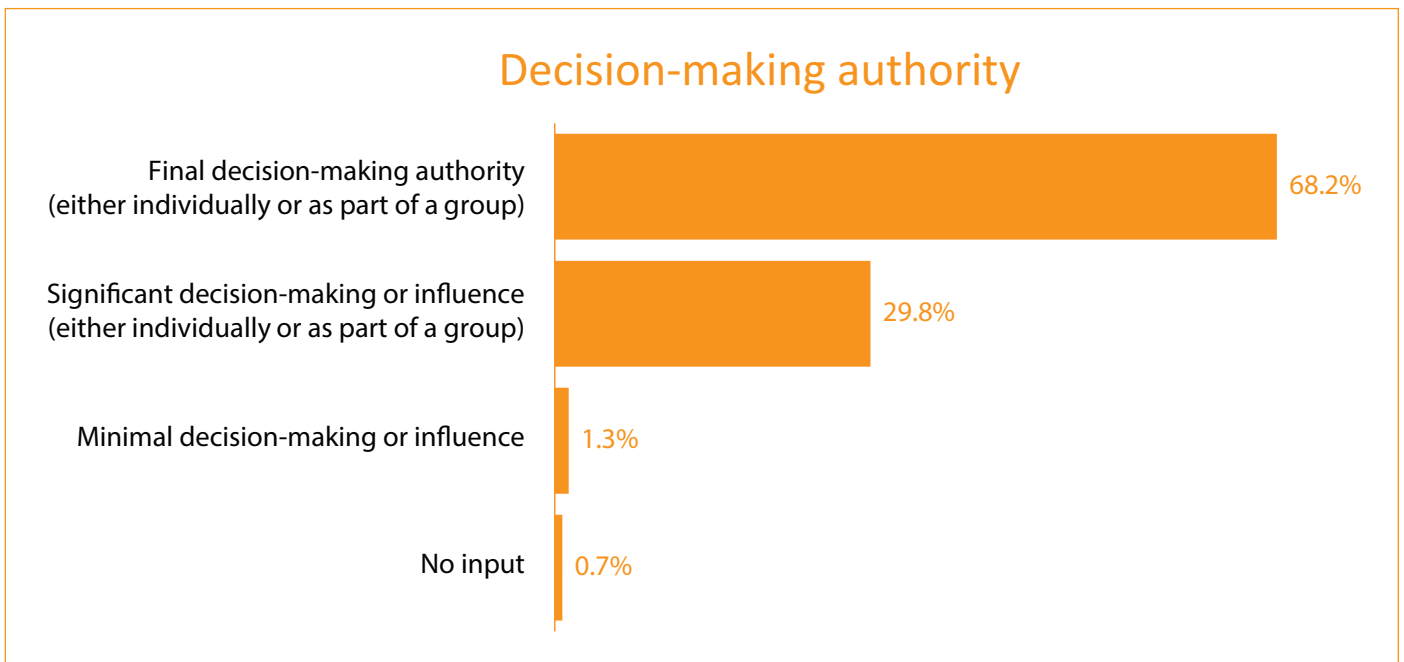 Decision-making authority
Final decision-making authority
(either individually or as part of a group)
68.2%
Significant decision-making or influence
(either individually or as part of a group)
29.8%
Minimal decision-making or influence
1.3%
No input
0.7%